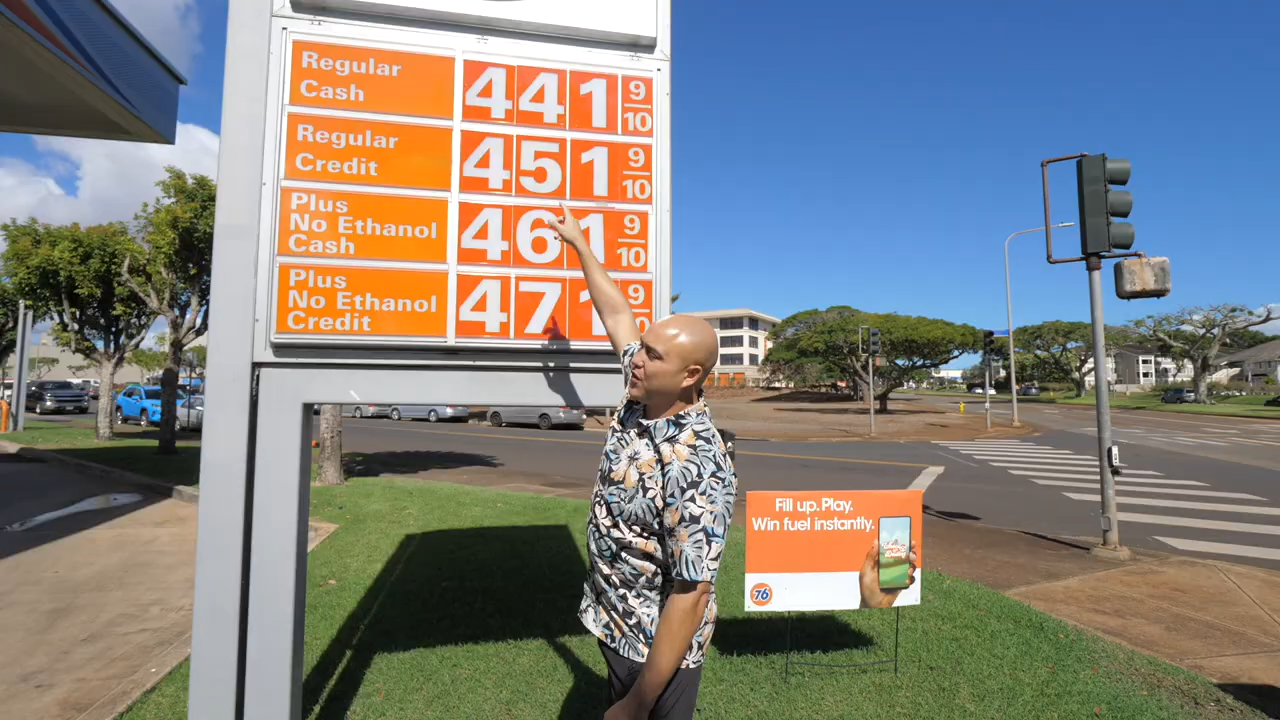 Regular
Cash
441 9/10
Regular
Credit
451 9/10
Plus
No Ethanol
Cash
461 9/10
Plus
No Ethanol
Credit
471 9/10
Fill up. Play.
Win fuel instantly.
76